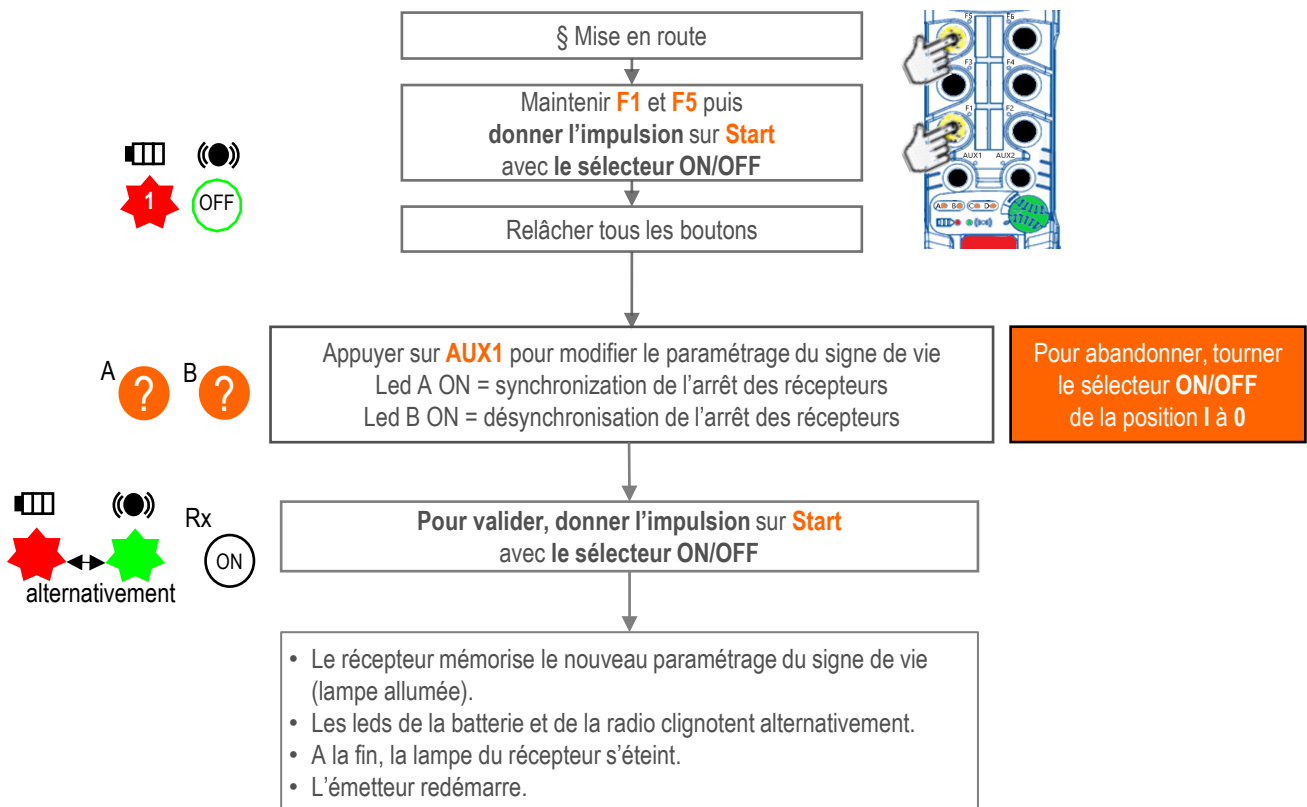 § Mise en route
Maintenir F1 et F5 puis
donner l’impulsion sur Start
avec le sélecteur ON/OFF
1
OFF
Relâcher tous les boutons
F5 F6
F3 F4
F1 F2
AUX1 AUX2
A B C D
A ? B ?
Appuyer sur AUX1 pour modifier le paramétrage du signe de vie
Led A ON = synchronization de l’arrêt des récepteurs
Led B ON = désynchronisation de l’arrêt des récepteurs
Pour abandonner, tourner
le sélecteur ON/OFF
de la position I à 0
Rx
ON
alternativement
Pour valider, donner l’impulsion sur Start
avec le sélecteur ON/OFF
• Le récepteur mémorise le nouveau paramétrage du signe de vie
(lampe allumée).
• Les leds de la batterie et de la radio clignotent alternativement.
• A la fin, la lampe du récepteur s’éteint.
• L’émetteur redémarre.